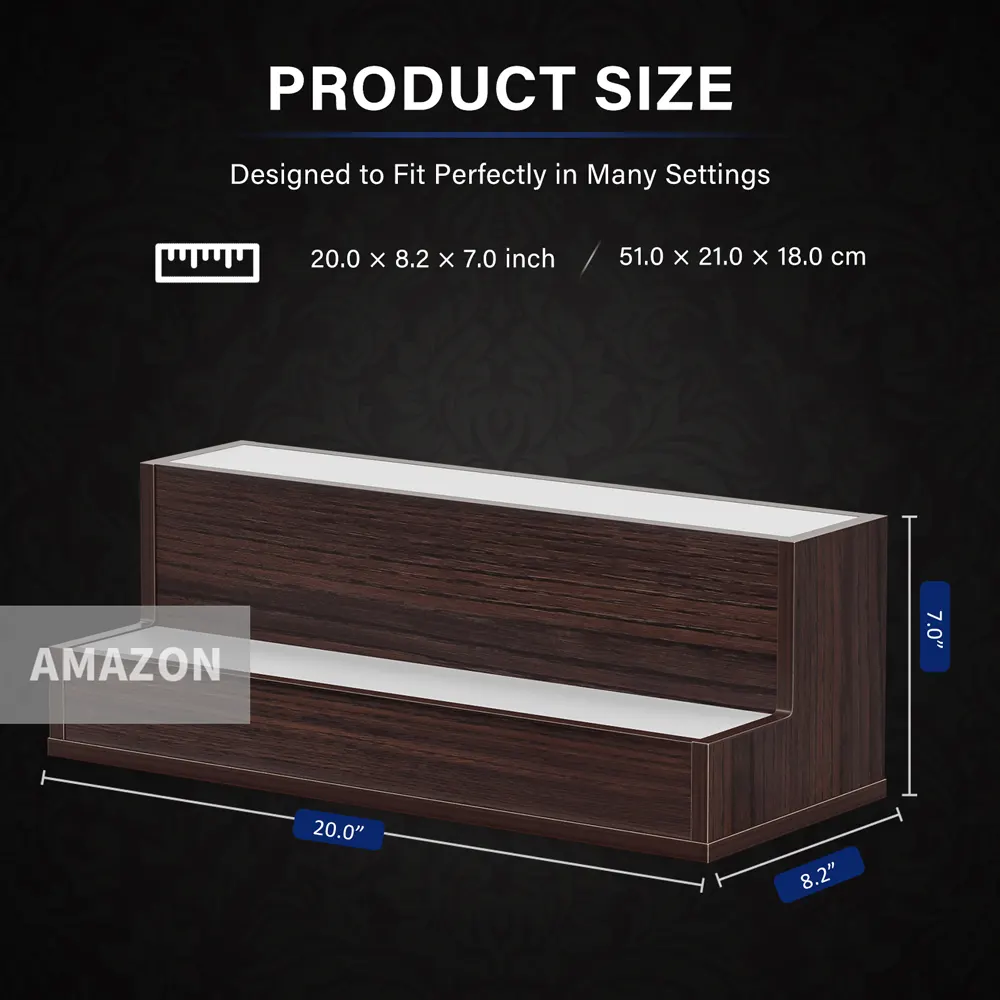 PRODUCT SIZE
Designed to Fit Perfectly in Many Settings
20.0 × 8.2 × 7.0 inch / 51.0 × 21.0 × 18.0 cm
7.0”
AMAZON
20.0”
8.2”